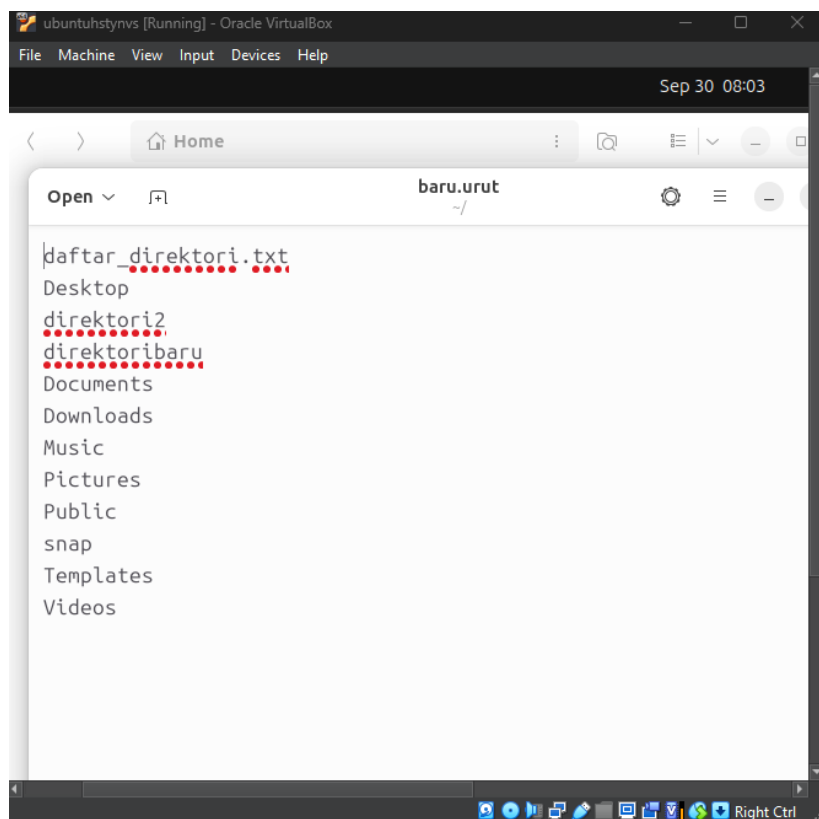 ubuntuhstynvs [Running] - Oracle VirtualBox
File Machine View Input Devices Help
Sep 30 08:03
Home
Open
baru.urut
~/
daftar_direktori.txt
Desktop
direktori2
direktoribaru
Documents
Downloads
Music
Pictures
Public
snap
Templates
Videos
Right Ctrl